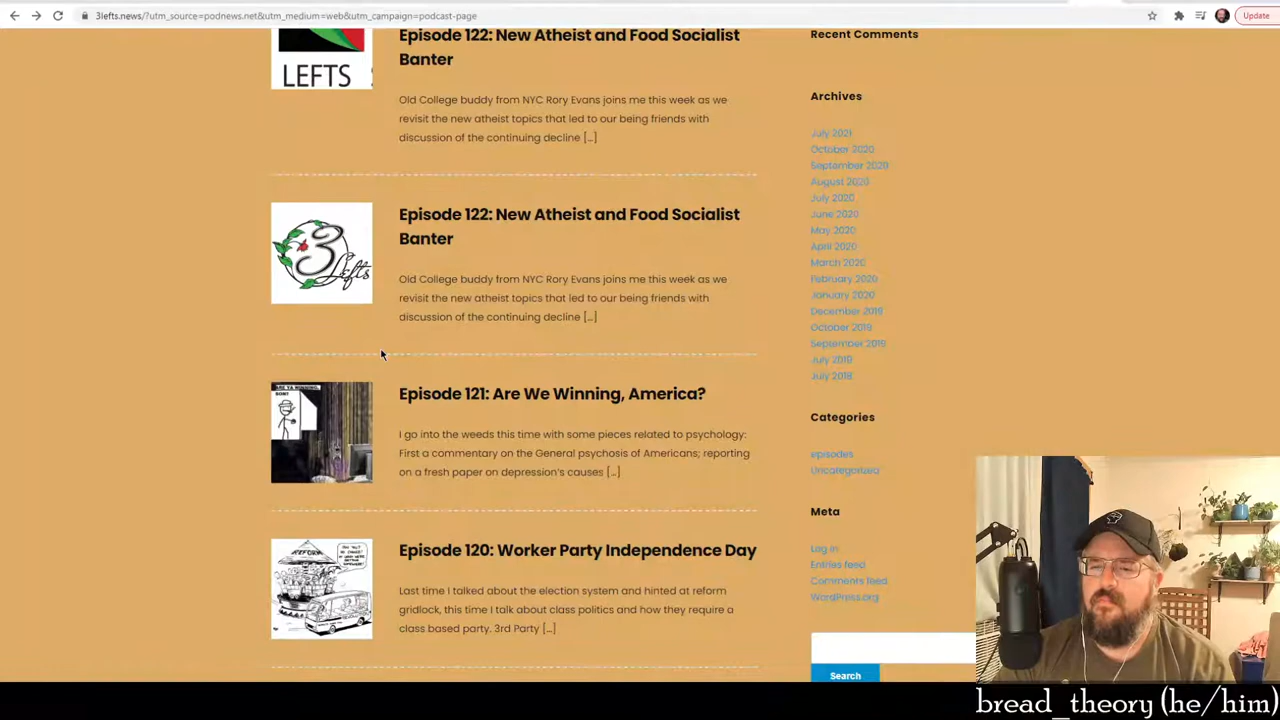 3lefts.news/?utm_source=podnews.net&utm_medium=web&utm_campaign=podcast-page
Update
LEFTS
Episode 122: New Atheist and Food Socialist
Banter
Old College buddy from NYC Rory Evans joins me this week as we
revisit the new atheist topics that led to our being friends with
discussion of the continuing decline [...]
3
Lefts
Episode 122: New Atheist and Food Socialist
Banter
Old College buddy from NYC Rory Evans joins me this week as we
revisit the new atheist topics that led to our being friends with
discussion of the continuing decline [...]
ARE YA WINNING,
SON?
Episode 121: Are We Winning, America?
I go into the weeds this time with some pieces related to psychology:
First a commentary on the General psychosis of Americans; reporting
on a fresh paper on depression's causes [...]
REFORM
Episode 120: Worker Party Independence Day
Last time I talked about the election system and hinted at reform
gridlock, this time I talk about class politics and how they require a
class based party. 3rd Party [...]
Recent Comments
Archives
July 2021
October 2020
September 2020
August 2020
July 2020
June 2020
May 2020
April 2020
March 2020
February 2020
January 2020
December 2019
October 2019
September 2019
July 2019
July 2018
Categories
episodes
Uncategorized
Meta
Log in
Entries feed
Comments feed
WordPress.org
Search
bread_theory (he/him)